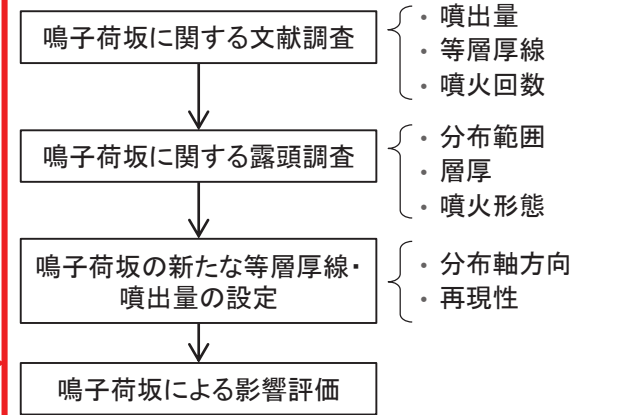 鳴子荷坂に関する文献調査
・ 噴出量
・ 等層厚線
・ 噴火回数
鳴子荷坂に関する露頭調査
・ 分布範囲
・ 層厚
・ 噴火形態
鳴子荷坂の新たな等層厚線・
噴出量の設定
・ 分布軸方向
・ 再現性
鳴子荷坂による影響評価